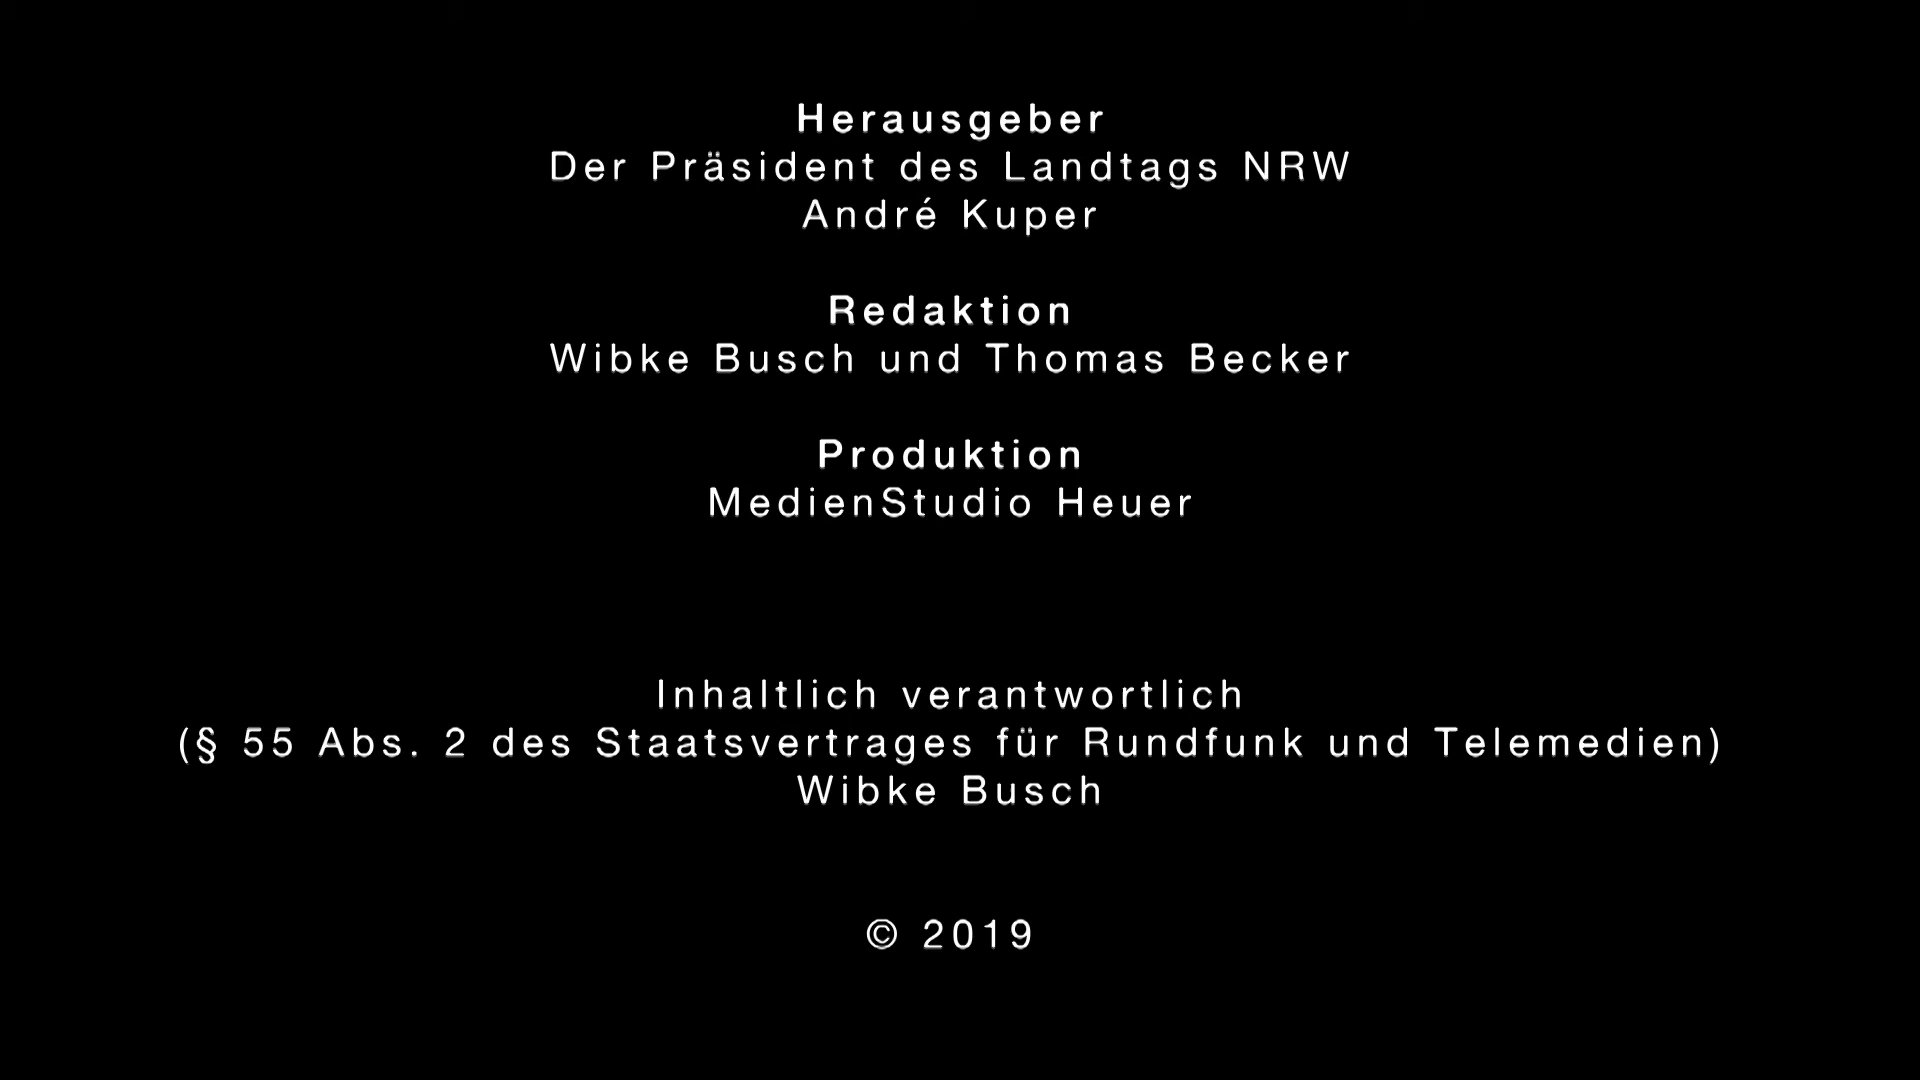 Herausgeber
Der Präsident des Landtags NRW
André Kuper
Redaktion
Wibke Busch und Thomas Becker
Produktion
MedienStudio Heuer
Inhaltlich verantwortlich
(§ 55 Abs. 2 des Staatsvertrages für Rundfunk und Telemedien)
Wibke Busch
© 2019